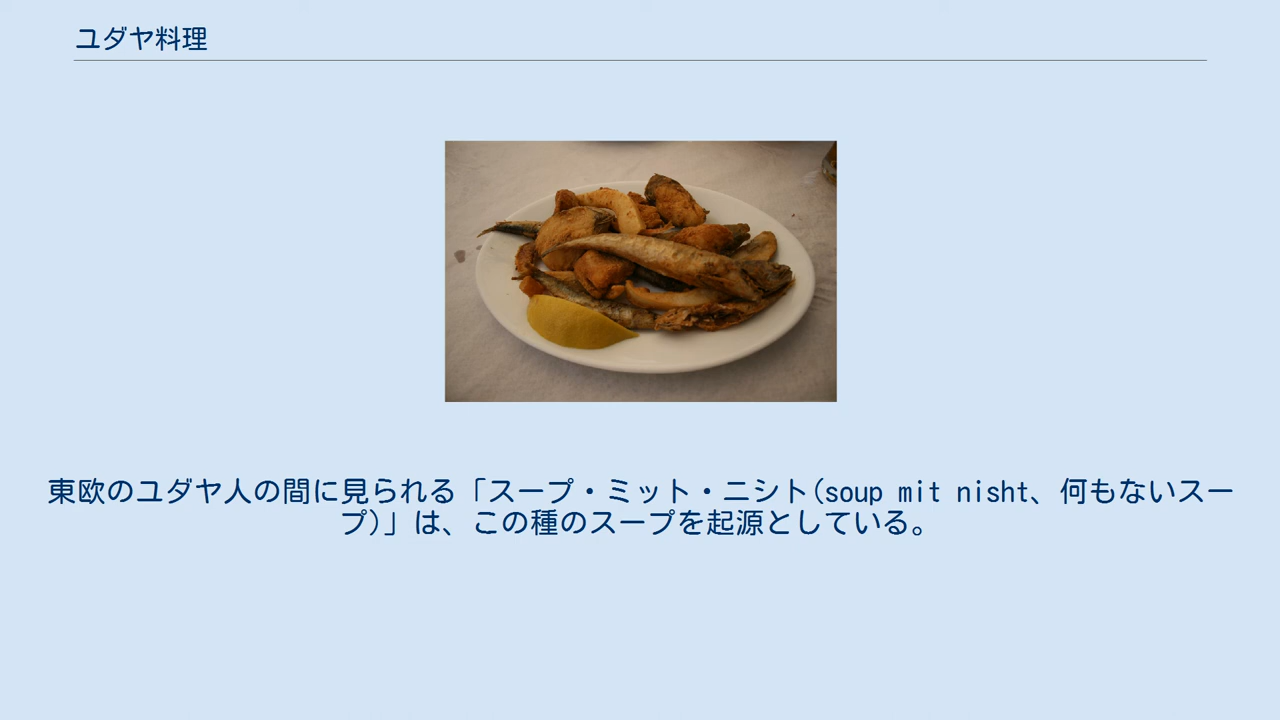 ユダヤ料理
東欧のユダヤ人の間に見られる「スープ・ミット・ニシト(soup mit nisht、何もないスー
プ)」は、この種のスープを起源としている。